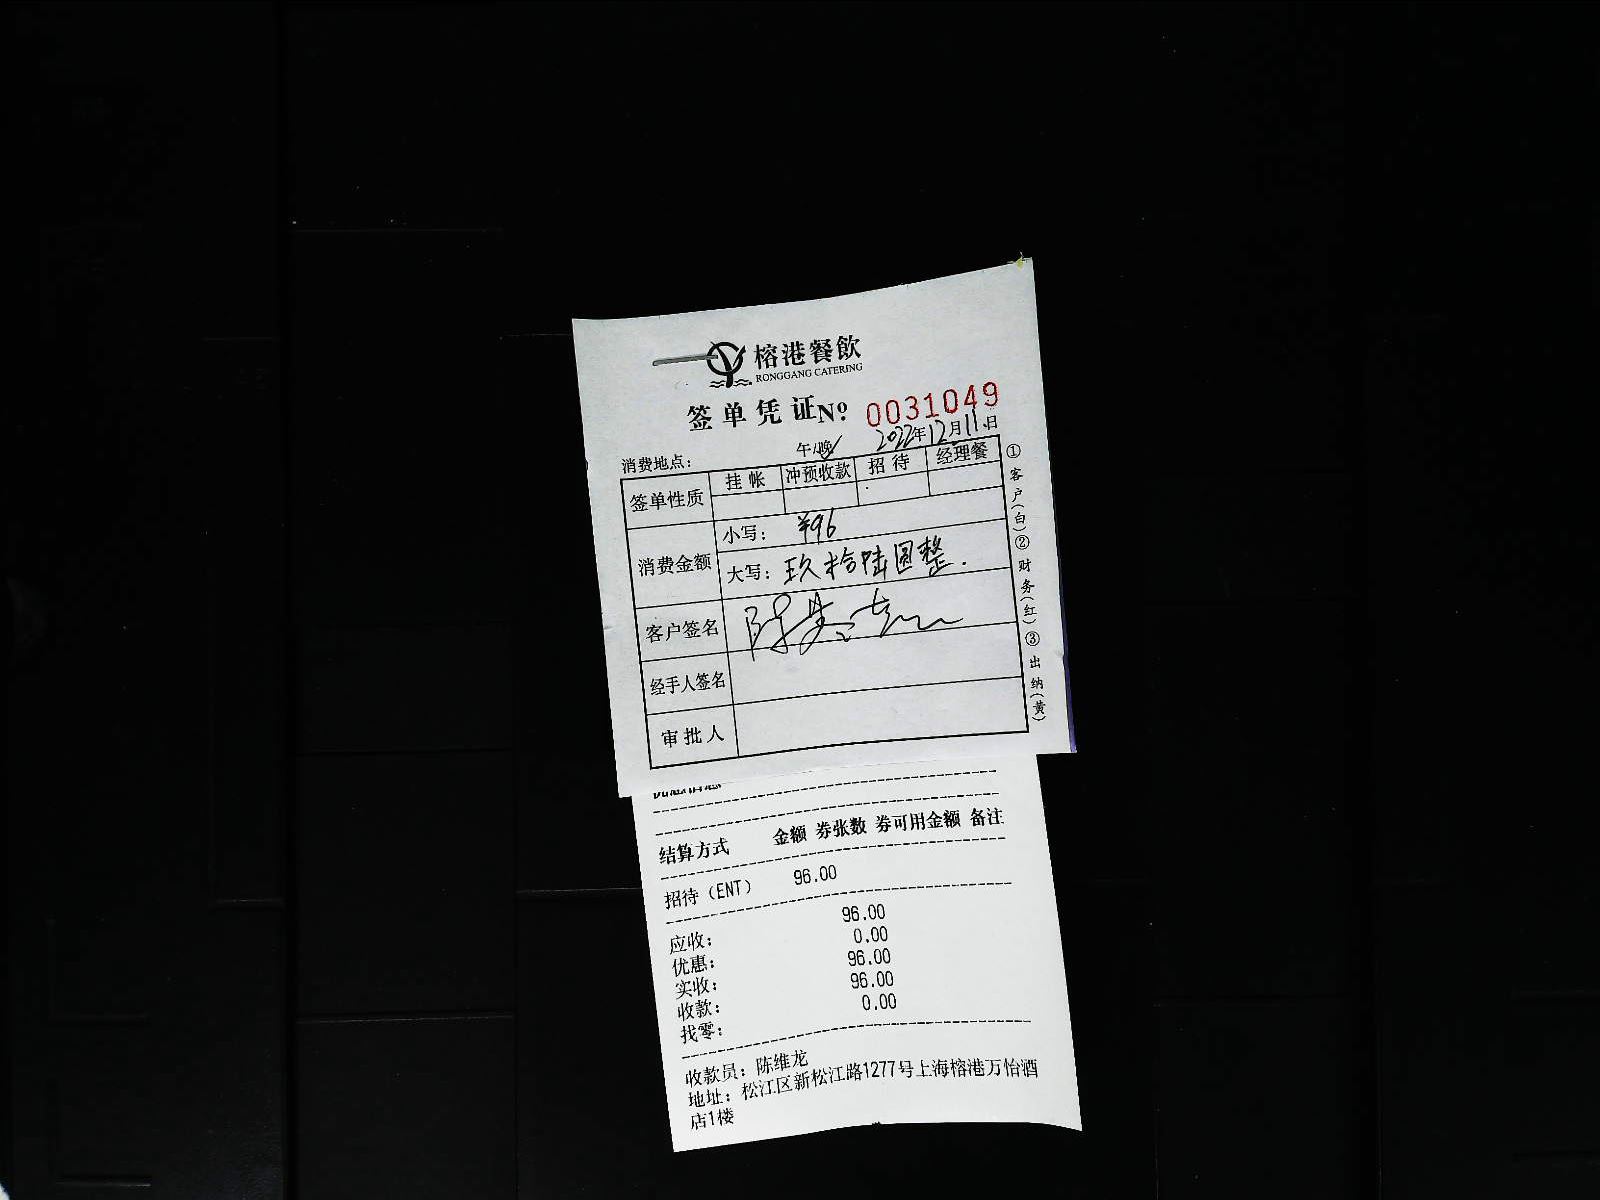 榕港餐飲
RONGGANG CATERING
签单凭证 No 0031049
消费地点: 午/晚 2022年12月11日
签单性质 挂帐 冲预收款 招待 经理餐
消费金额 小写: ¥96
大写: 玖拾陆圆整.
客户签名
经手人签名
审批人
①客户(白)②财务(红)③出纳(黄)
结算方式 金额 券张数 券可用金额 备注
招待(ENT) 96.00
应收: 96.00
优惠: 0.00
实收: 96.00
收款: 96.00
找零: 0.00
收款员: 陈维龙
地址: 松江区新松江路1277号上海榕港万怡酒
店1楼